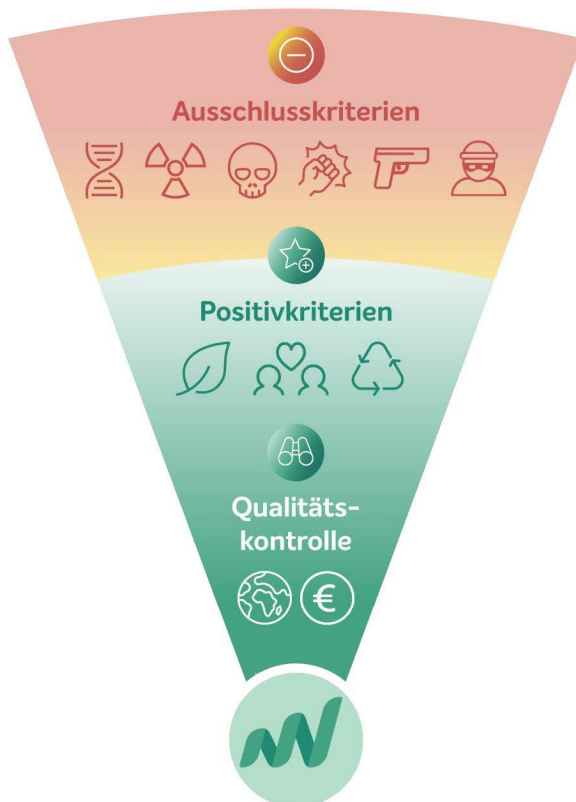 Ausschlusskriterien
Positivkriterien
Qualitäts-
kontrolle
€